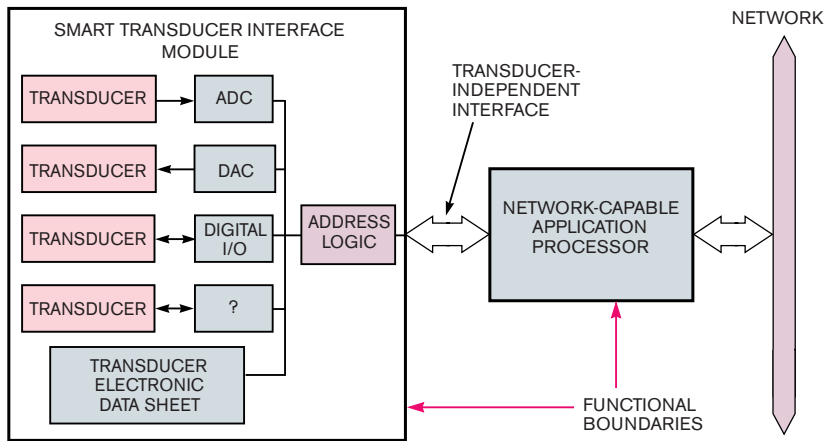 SMART TRANSDUCER INTERFACE
MODULE
TRANSDUCER
ADC
TRANSDUCER
DAC
TRANSDUCER
DIGITAL
I/O
TRANSDUCER
?
TRANSDUCER
ELECTRONIC
DATA SHEET
ADDRESS
LOGIC
TRANSDUCER-
INDEPENDENT
INTERFACE
NETWORK-CAPABLE
APPLICATION
PROCESSOR
NETWORK
FUNCTIONAL
BOUNDARIES